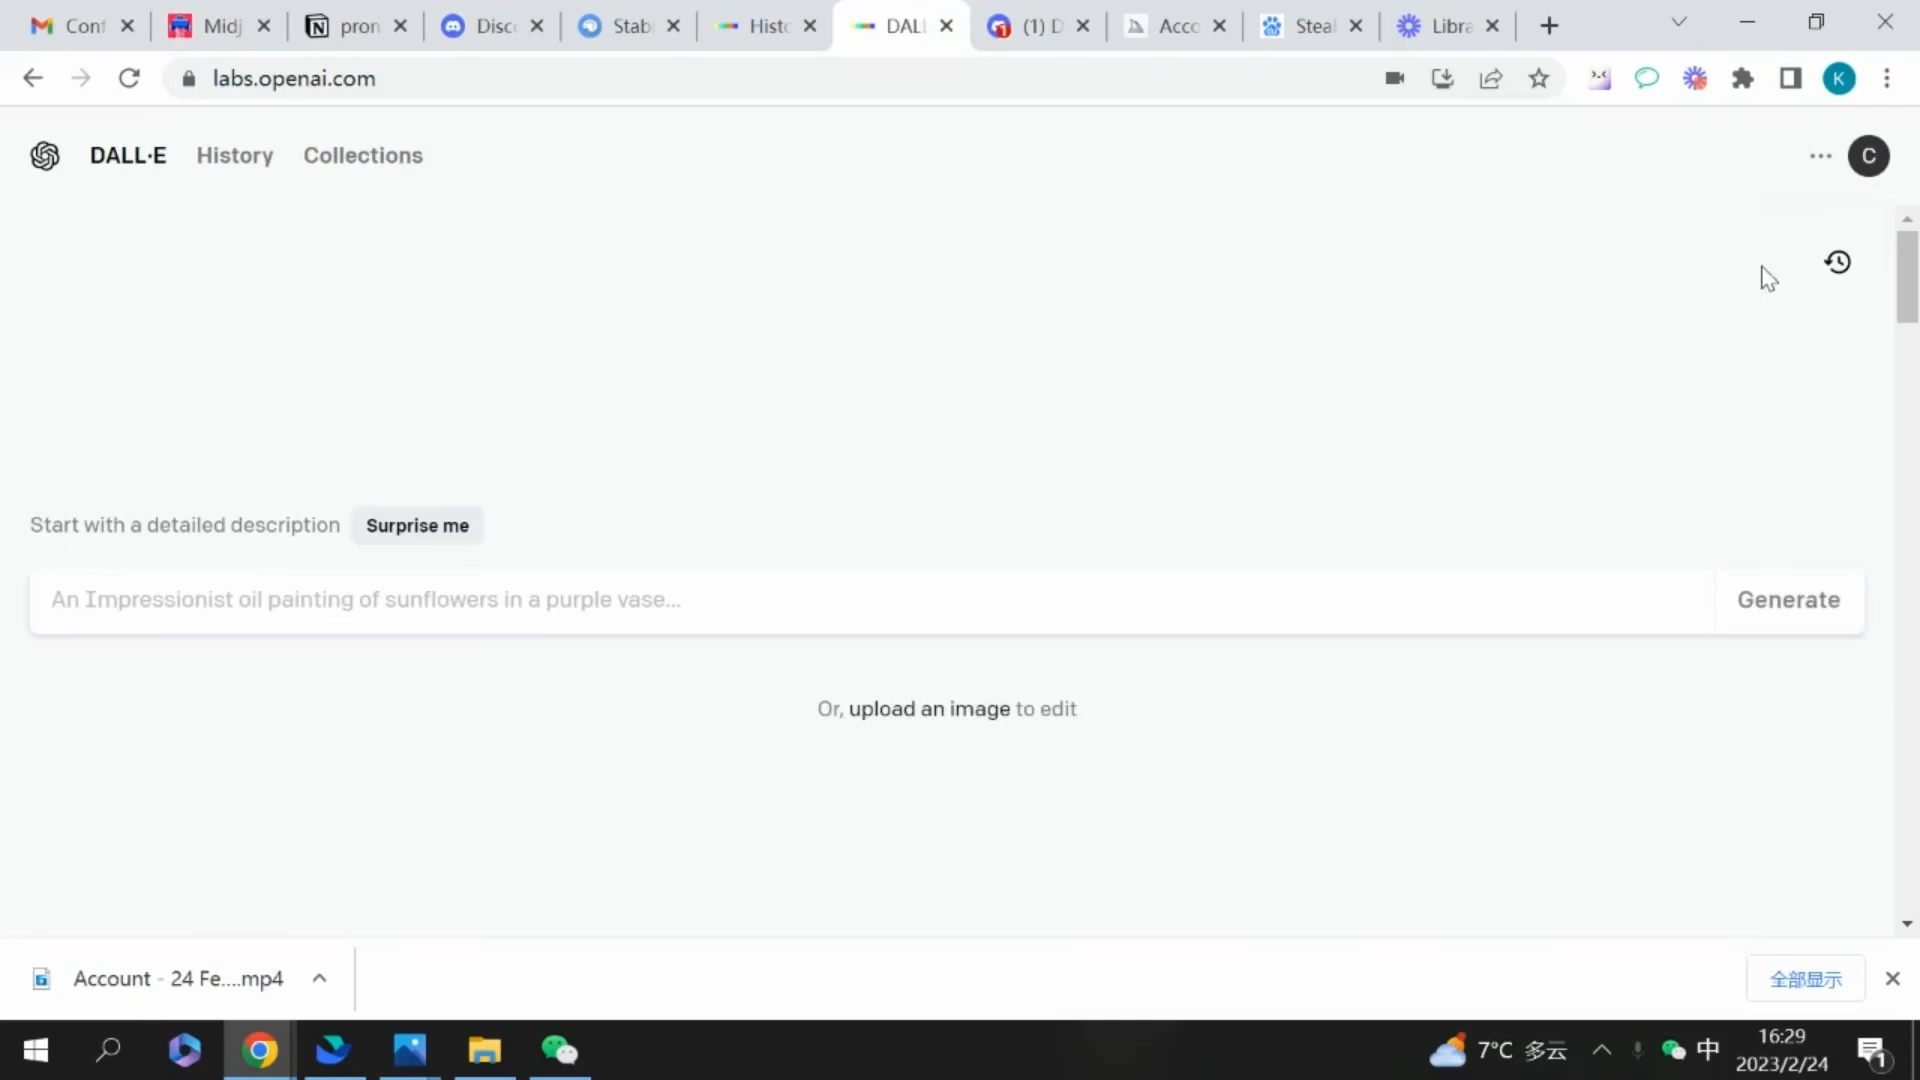 Conf
Midj
pron
Disc
Stab
Histo
DALL
(1) D
Acco
Steal
Libra
labs.openai.com
K
DALL·E
History
Collections
C
Start with a detailed description
Surprise me
An Impressionist oil painting of sunflowers in a purple vase...
Generate
Or, upload an image to edit
Account - 24 Fe....mp4
全部显示
7°C 多云
中
16:29
2023/2/24
1